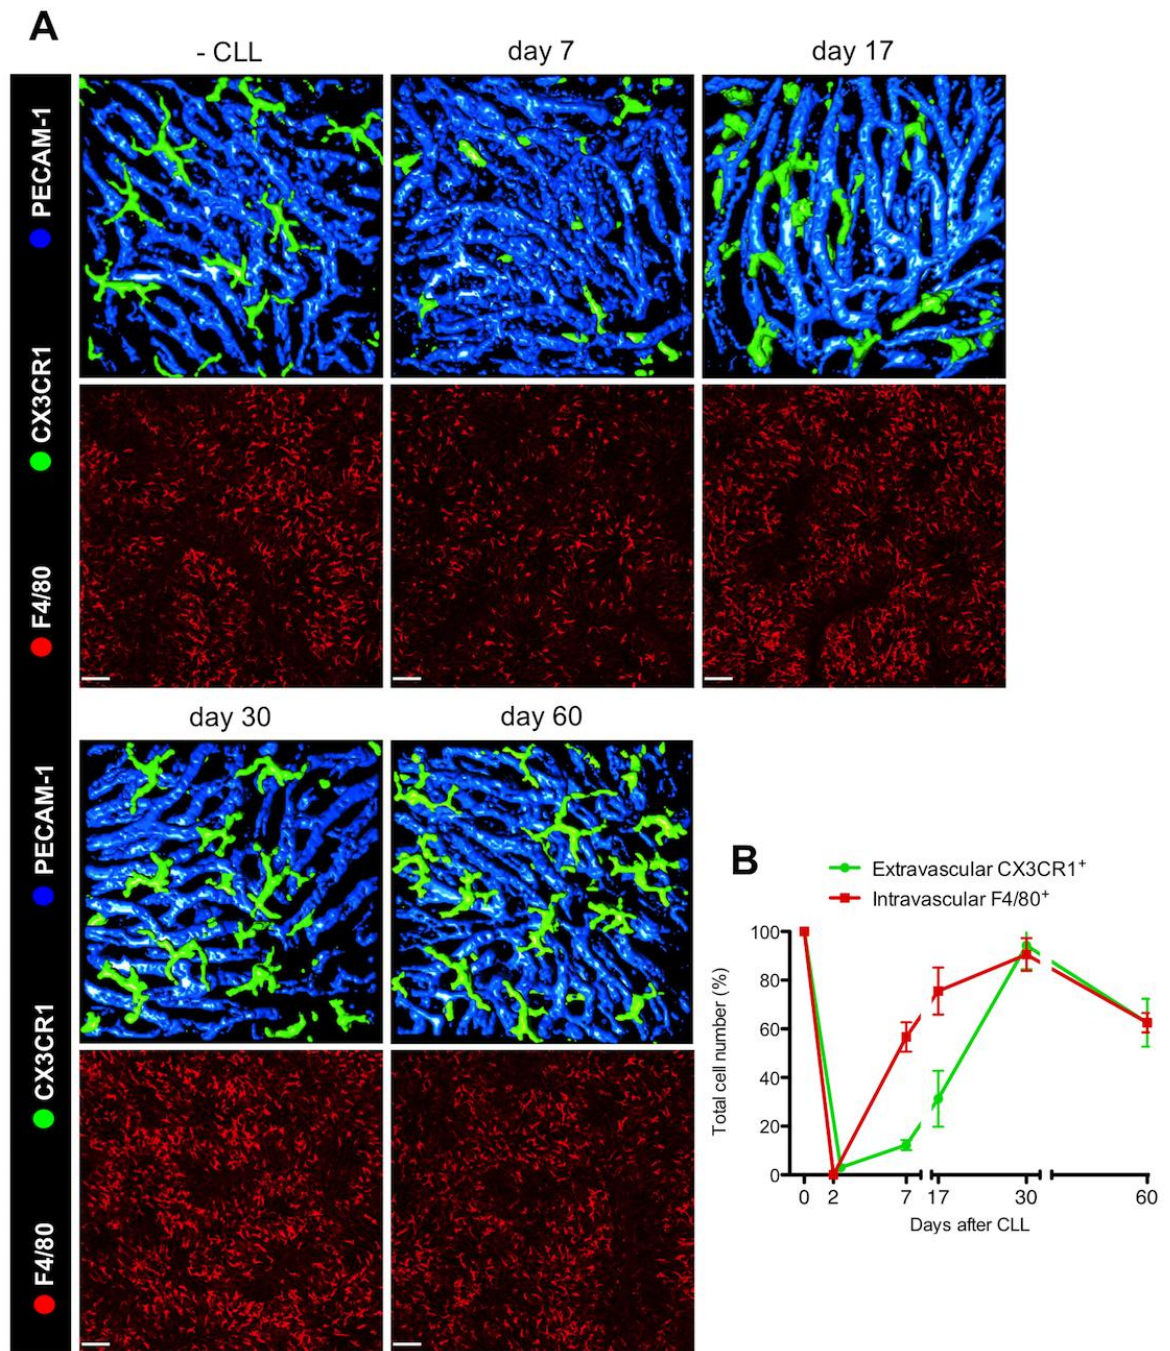 A
- CLL
day 7
day 17
PECAM-1
CX3CR1
F4/80
day 30
day 60
PECAM-1
CX3CR1
F4/80
B
Extravascular CX3CR1⁺
Intravascular F4/80⁺
Total cell number (%)
100
80
60
40
20
0
0 2 7 17 30 60
Days after CLL